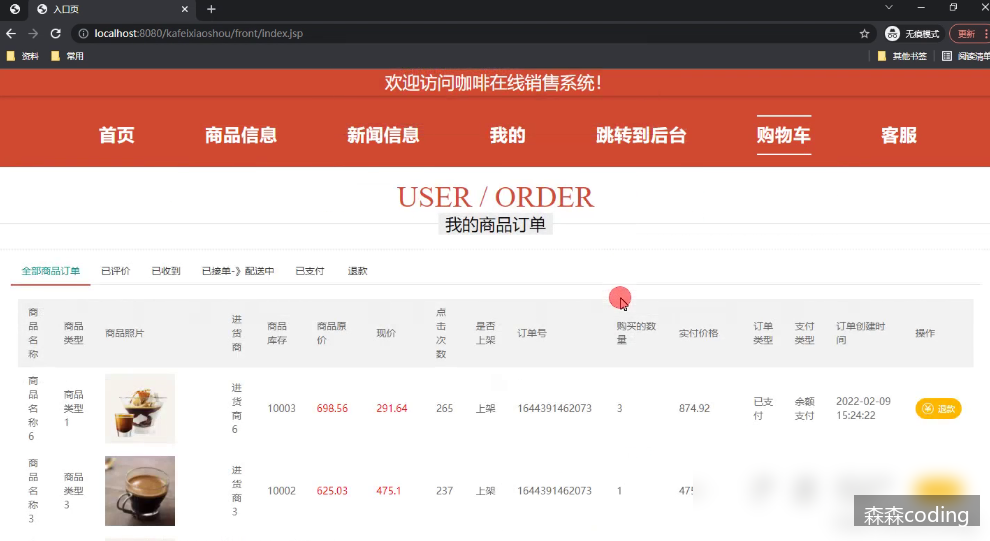 入口页
localhost:8080/kafeixiaoshou/front/index.jsp
无痕模式
更新
资料
常用
其他书签
阅读清单
欢迎访问咖啡在线销售系统!
首页 商品信息 新闻信息 我的 跳转到后台 购物车 客服
USER / ORDER
我的商品订单
全部商品订单 已评价 已收到 已接单-》配送中 已支付 退款
商品名称 商品类型 商品照片 进货商 商品库存 商品原价 现价 点击次数 是否上架 订单号 购买的数量 实付价格 订单类型 支付类型 订单创建时间 操作
商品名称6 商品类型1 进货商6 10003 698.56 291.64 265 上架 1644391462073 3 874.92 已支付 余额支付 2022-02-09 15:24:22 退款
商品名称3 商品类型3 进货商3 10002 625.03 475.1 237 上架 1644391462073 1
森森coding